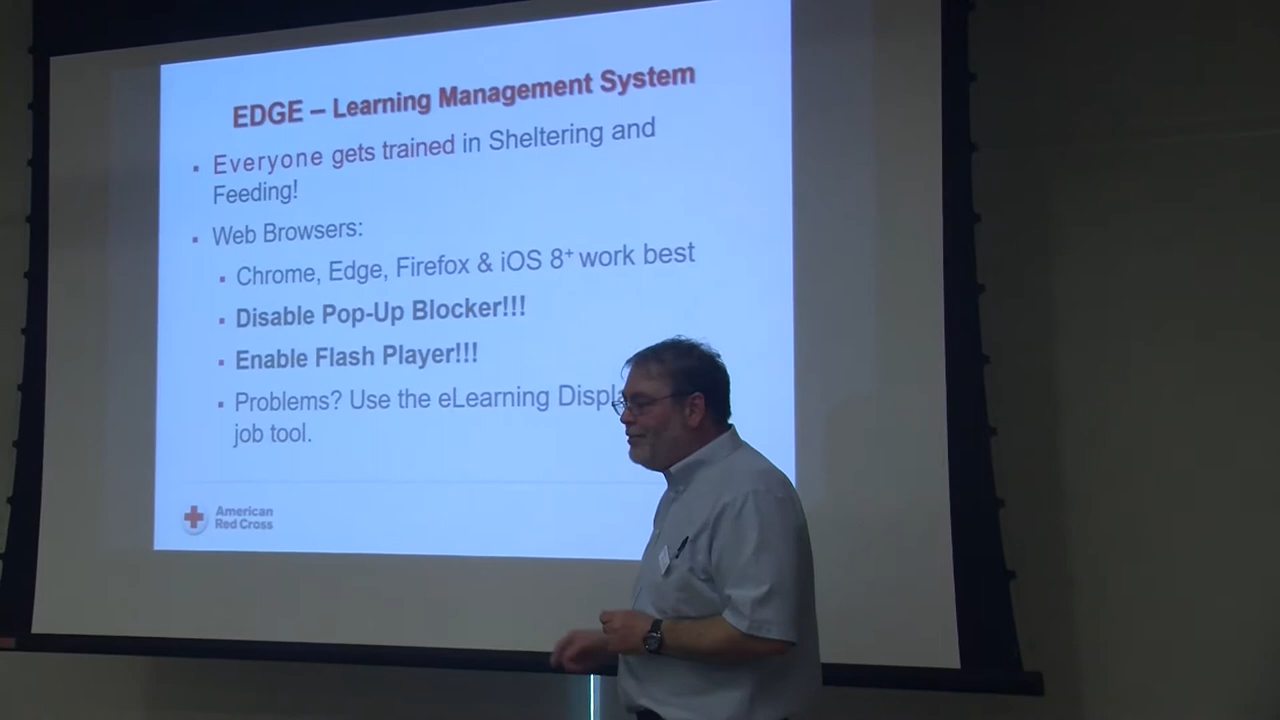 EDGE – Learning Management System
▪ Everyone gets trained in Sheltering and
Feeding!
▪ Web Browsers:
▪ Chrome, Edge, Firefox & iOS 8+ work best
▪ Disable Pop-Up Blocker!!!
▪ Enable Flash Player!!!
▪ Problems? Use the eLearning
job tool.
American
Red Cross